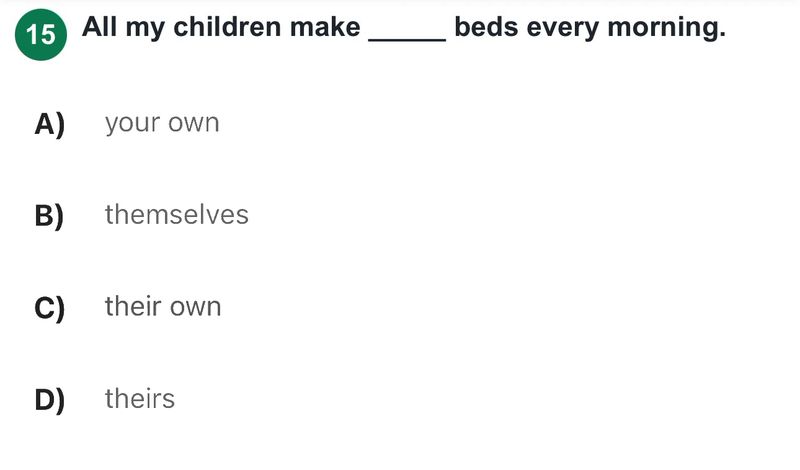 15 All my children make _____ beds every morning.
A) your own
B) themselves
C) their own
D) theirs